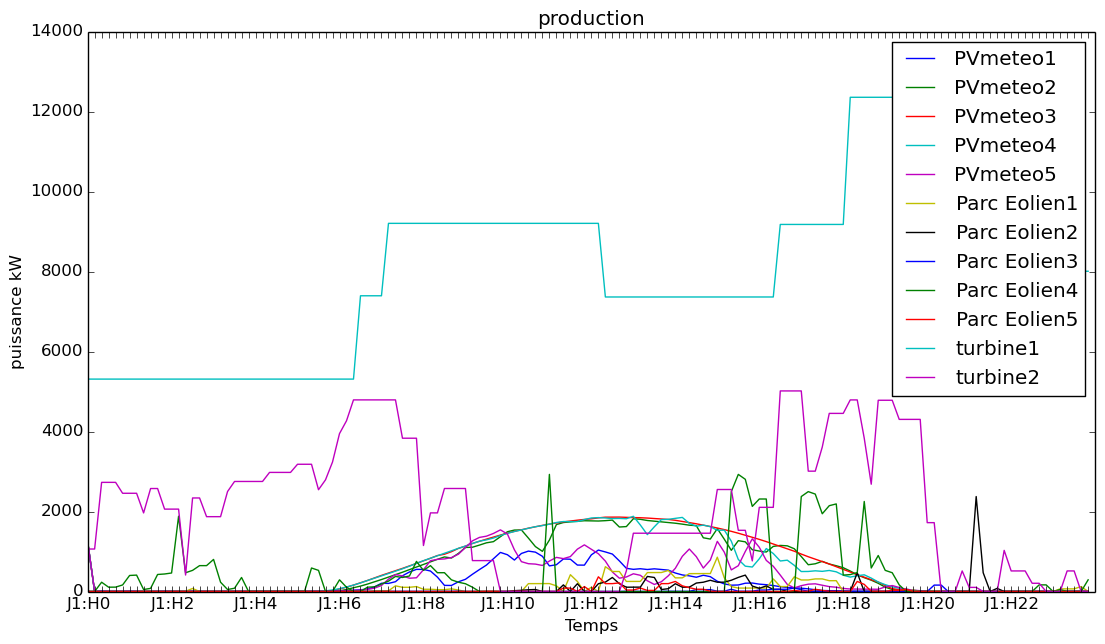 production
14000
12000
10000
8000
6000
4000
2000
0
puissance kW
PVmeteo1
PVmeteo2
PVmeteo3
PVmeteo4
PVmeteo5
Parc Eolien1
Parc Eolien2
Parc Eolien3
Parc Eolien4
Parc Eolien5
turbine1
turbine2
J1:H0 J1:H2 J1:H4 J1:H6 J1:H8 J1:H10 J1:H12 J1:H14 J1:H16 J1:H18 J1:H20 J1:H22
Temps